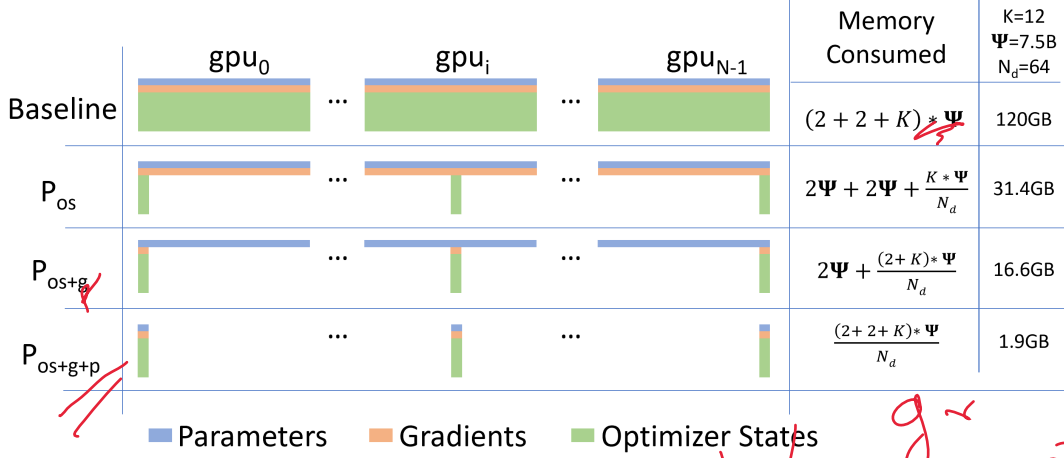 Memory Consumed
K=12
Ψ=7.5B
N_d=64
gpu_0 gpu_i gpu_N-1
Baseline ... ... (2 + 2 + K) * Ψ 120GB
P_os ... ... 2Ψ + 2Ψ + (K * Ψ)/N_d 31.4GB
P_os+g ... ... 2Ψ + ((2+ K)* Ψ)/N_d 16.6GB
P_os+g+p ... ... ((2+ 2+ K)* Ψ)/N_d 1.9GB
Parameters Gradients Optimizer States